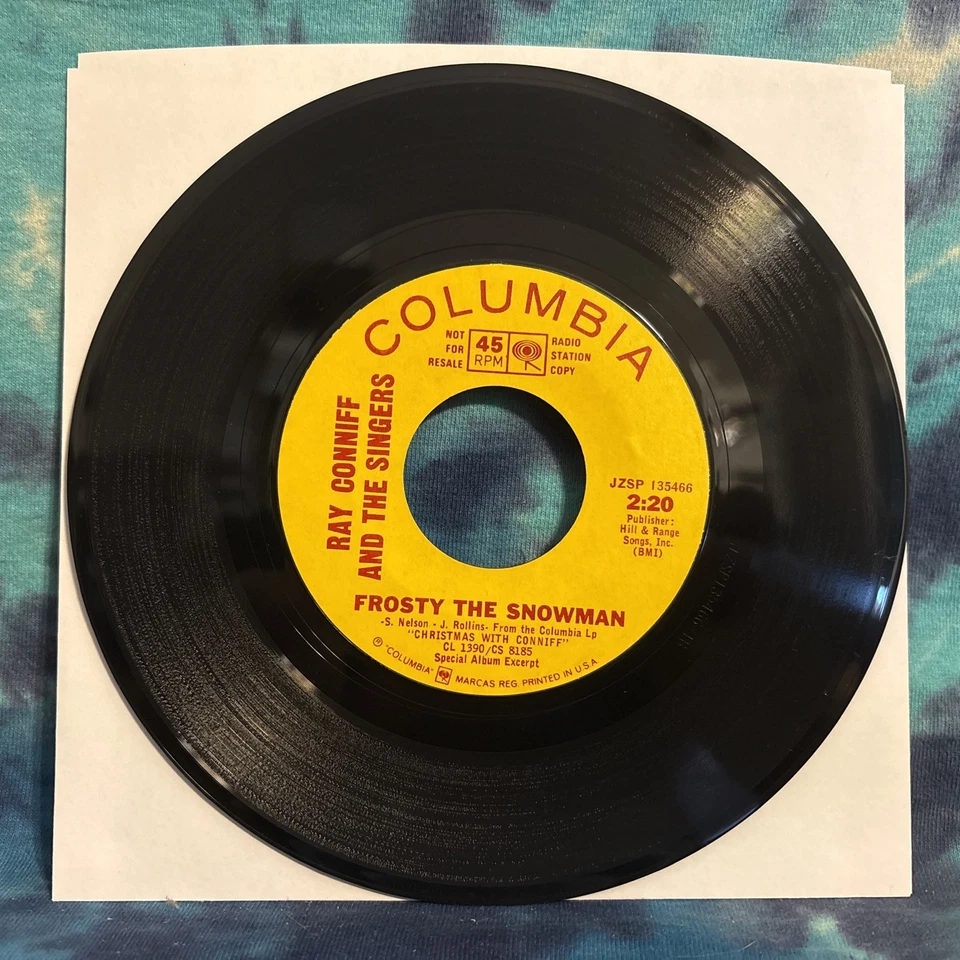 COLUMBIA
NOT
FOR
RESALE
45
RPM
RADIO
STATION
COPY
RAY CONNIFF
AND THE SINGERS
JZSP 135466
2:20
Publisher:
Hill & Range
Songs, Inc.
(BMI)
FROSTY THE SNOWMAN
-S. Nelson - J. Rollins- From the Columbia Lp
"CHRISTMAS WITH CONNIFF"
CL 1390/CS 8185
Special Album Excerpt
Ⓟ "COLUMBIA" MARCAS REG. PRINTED IN U.S.A.